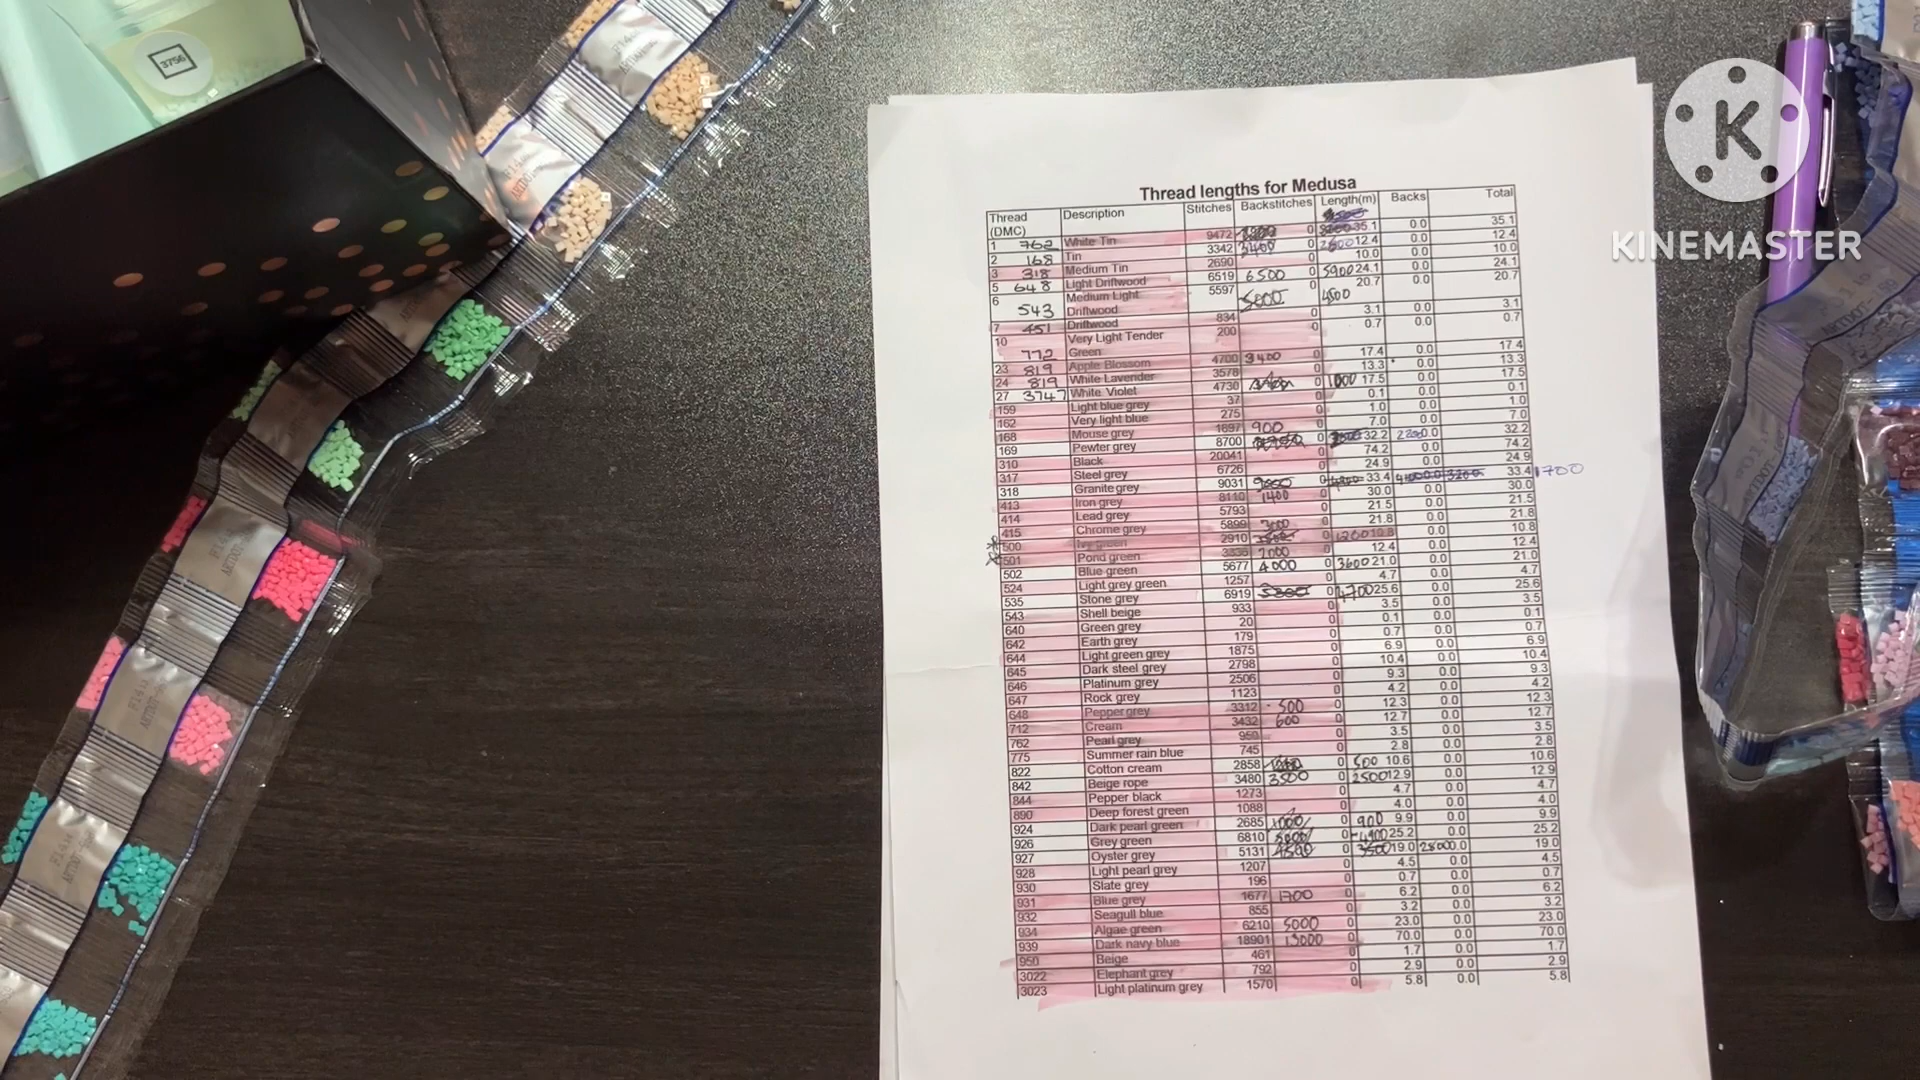 3756
KINEMASTER
Thread lengths for Medusa
Thread (DMC) Description Stitches Backstitches Length(m) Backs Total
1 762 White Tin 9472 0 35.1 0.0 35.1
2 168 Tin 3342 3400 0 12.4 0.0 12.4
3 318 Medium Tin 2690 0 10.0 0.0 10.0
5 648 Light Driftwood 6519 6500 0 5900 24.1 0.0 24.1
6 543 Medium Light Driftwood 5597 5000 0 4500 20.7 0.0 20.7
7 451 Driftwood 834 0 3.1 0.0 3.1
10 772 Very Light Tender Green 200 0 0.7 0.0 0.7
23 819 Apple Blossom 4700 3400 0 17.4 0.0 17.4
24 819 White Lavender 3578 0 13.3 0.0 13.3
27 3747 White Violet 4730 0 1000 17.5 0.0 17.5
159 Light blue grey 37 0 0.1 0.0 0.1
162 Very light blue 275 0 1.0 0.0 1.0
168 Mouse grey 1897 900 0 7.0 0.0 7.0
169 Pewter grey 8700 0 32.2 0.0 32.2
310 Black 20041 0 74.2 0.0 74.2
317 Steel grey 6726 0 24.9 0.0 24.9
318 Granite grey 9031 9000 0 33.4 0.0 3200 33.4 1700
413 Iron grey 8110 1400 0 30.0 0.0 30.0
414 Lead grey 5793 0 21.5 0.0 21.5
415 Chrome grey 5899 300 0 21.8 0.0 21.8
500 Ivy green 2910 0 1200 10.8 0.0 10.8
501 Pond green 3336 2000 0 12.4 0.0 12.4
502 Blue green 5677 4000 0 3600 21.0 0.0 21.0
524 Light grey green 1257 0 4.7 0.0 4.7
535 Stone grey 6919 0 4700 25.6 0.0 25.6
543 Shell beige 933 0 3.5 0.0 3.5
640 Green grey 20 0 0.1 0.0 0.1
642 Earth grey 179 0 0.7 0.0 0.7
644 Light green grey 1875 0 6.9 0.0 6.9
645 Dark steel grey 2798 0 10.4 0.0 10.4
646 Platinum grey 2506 0 9.3 0.0 9.3
647 Rock grey 1123 0 4.2 0.0 4.2
648 Pepper grey 3312 500 0 12.3 0.0 12.3
712 Cream 3432 600 0 12.7 0.0 12.7
762 Pearl grey 950 0 3.5 0.0 3.5
775 Summer rain blue 745 0 2.8 0.0 2.8
822 Cotton cream 2858 0 600 10.6 0.0 10.6
842 Beige rope 3480 3500 0 2500 12.9 0.0 12.9
844 Pepper black 1273 0 4.7 0.0 4.7
890 Deep forest green 1088 0 4.0 0.0 4.0
924 Dark pearl green 2685 1000 0 900 9.9 0.0 9.9
926 Grey green 6810 5000 0 4900 25.2 0.0 25.2
927 Oyster grey 5131 4590 0 3500 19.0 0.0 19.0
928 Light pearl grey 1207 0 4.5 0.0 4.5
930 Slate grey 196 0 0.7 0.0 0.7
931 Blue grey 1677 1700 0 6.2 0.0 6.2
932 Seagull blue 855 0 3.2 0.0 3.2
934 Algae green 6210 5000 0 23.0 0.0 23.0
939 Dark navy blue 18901 13000 0 70.0 0.0 70.0
950 Beige 461 0 1.7 0.0 1.7
3022 Elephant grey 792 0 2.9 0.0 2.9
3023 Light platinum grey 1570 0 5.8 0.0 5.8